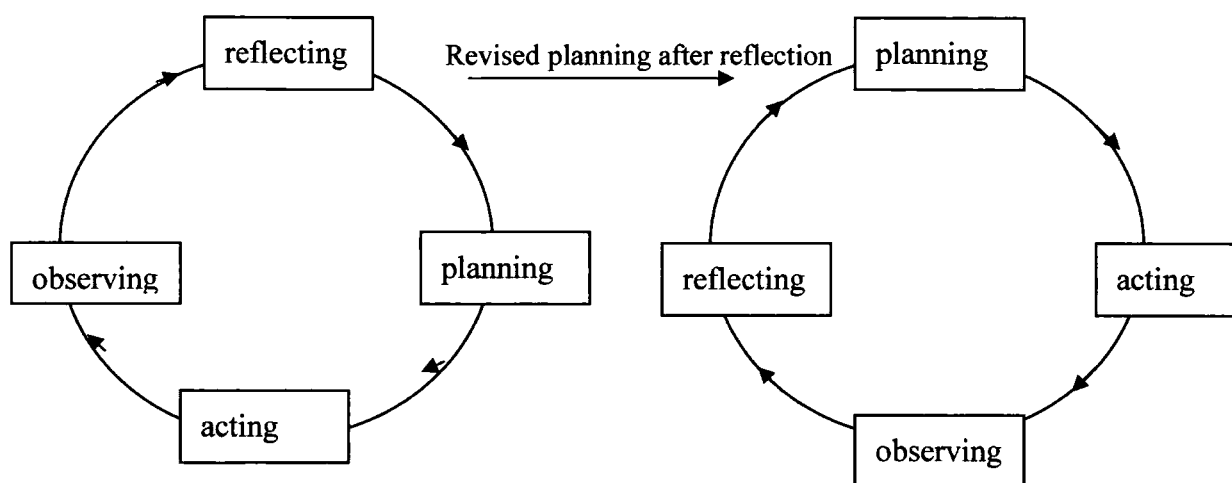 reflecting
Revised planning after reflection
planning
observing
planning
reflecting
acting
acting
observing